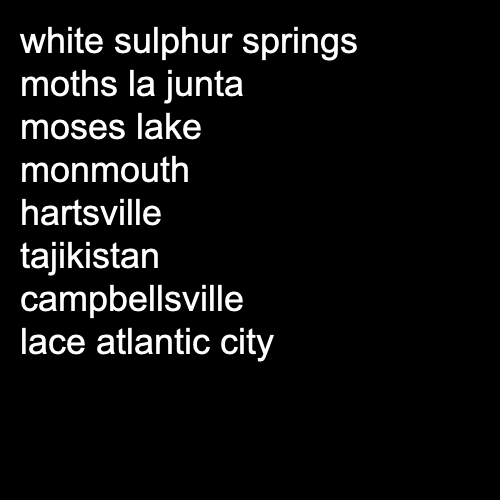 white sulphur springs
moths la junta
moses lake
monmouth
hartsville
tajikistan
campbellsville
lace atlantic city